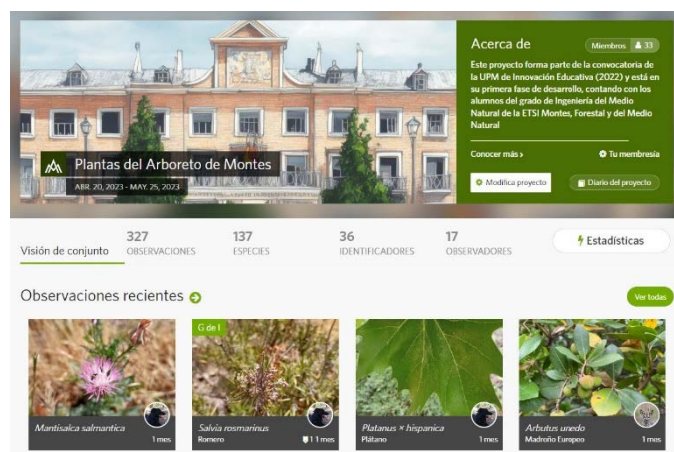 Acerca de
Miembros 33
Este proyecto forma parte de la convocatoria de
la UPM de Innovación Educativa (2022) y está en
su primera fase de desarrollo, contando con los
alumnos del grado de Ingeniería del Medio
Natural de la ETSI Montes, Forestal y del Medio
Natural
Conocer más ›
Tu membresía
Modifica proyecto
Diario del proyecto
Plantas del Arboreto de Montes
ABR. 20, 2023 - MAY. 25, 2023
Visión de conjunto
327
OBSERVACIONES
137
ESPECIES
36
IDENTIFICADORES
17
OBSERVADORES
Estadísticas
Observaciones recientes
Ver todas
G de I
Mantisalca salmantica
1 mes
Salvia rosmarinus
Romero
1 1 mes
Platanus × hispanica
Plátano
1 mes
Arbutus unedo
Madroño Europeo
1 mes